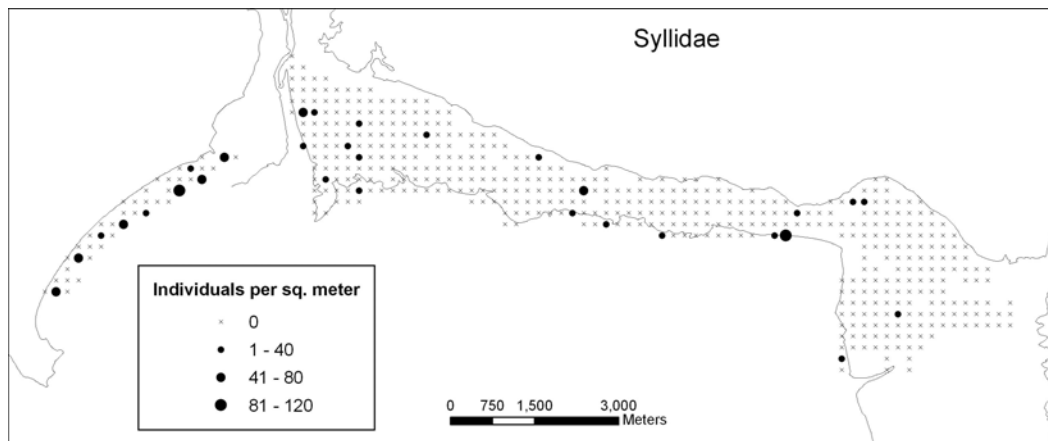 Syllidae
Individuals per sq. meter
0
1 - 40
41 - 80
81 - 120
0 750 1,500 3,000
Meters